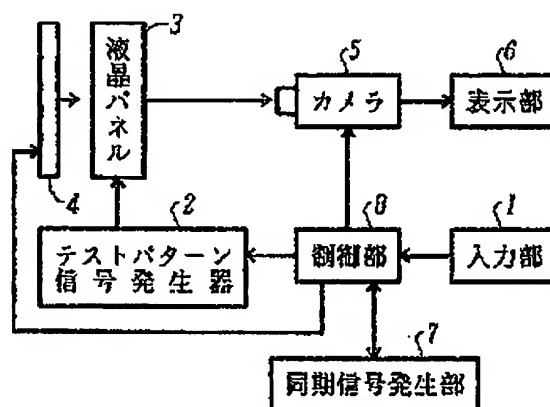 3
液晶パネル
5
カメラ
6
表示部
4
2
テストパターン
信号発生器
8
制御部
1
入力部
7
同期信号発生部